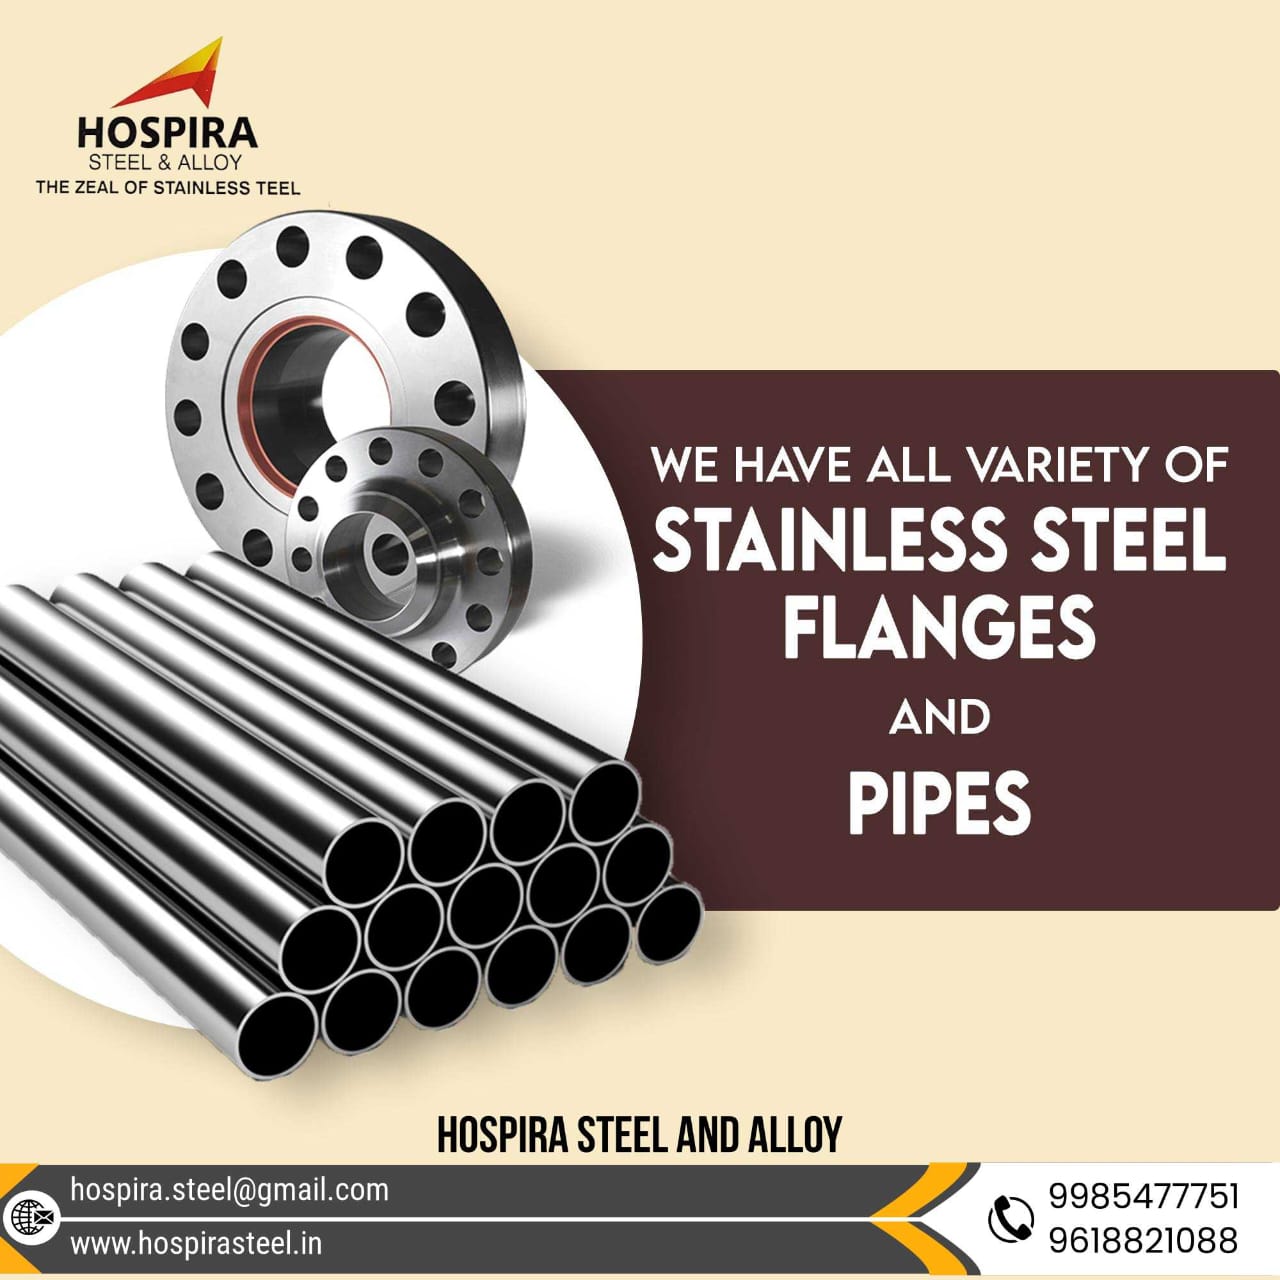 HOSPIRA
STEEL & ALLOY
THE ZEAL OF STAINLESS TEEL
WE HAVE ALL VARIETY OF
STAINLESS STEEL
FLANGES
AND
PIPES
HOSPIRA STEEL AND ALLOY
hospira.steel@gmail.com
www.hospirasteel.in
9985477751
9618821088